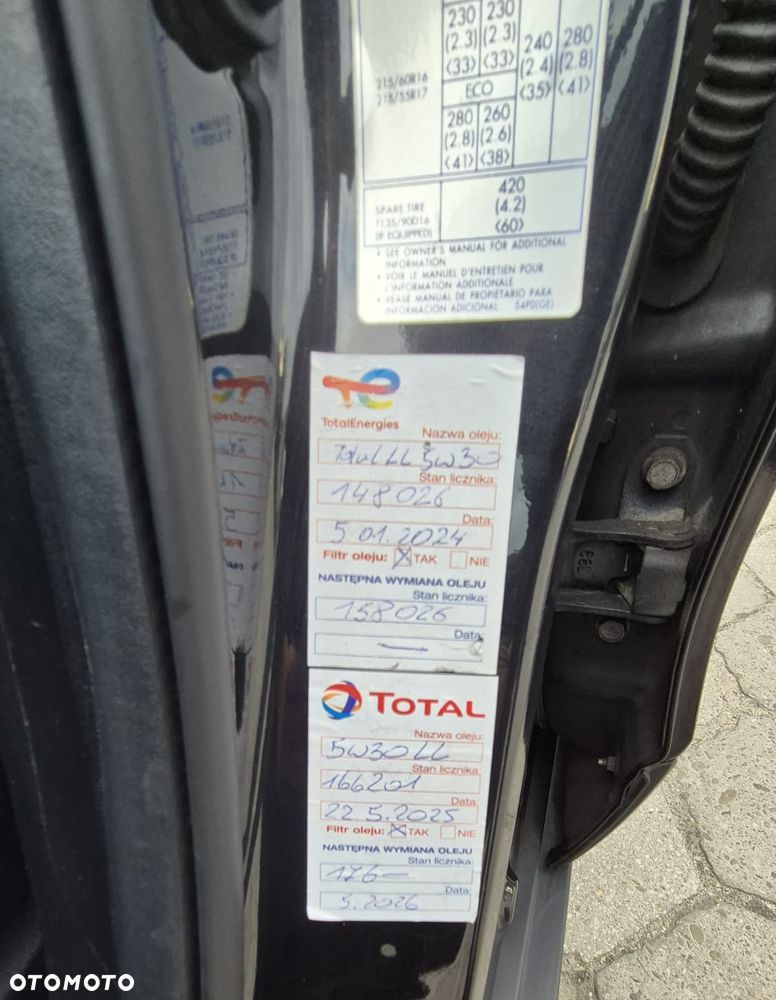 230 230
(2.3) (2.3)
‹33› ‹33›
240 280
(2.4) (2.8)
‹35› ‹41›
215/60R16
215/55R17
ECO
280 260
(2.8) (2.6)
‹41› ‹38›
SPARE TIRE
T135/90D16
(IF EQUIPPED)
420
(4.2)
‹60›
• SEE OWNER'S MANUAL FOR ADDITIONAL
INFORMATION
• VOIR LE MANUEL D'ENTRETIEN POUR
L'INFORMATION ADDITIONALE
• VEASE MANUAL DE PROPIETARIO PARA
INFORMACION ADICIONAL 54P0(GE)
TotalEnergies
Nazwa oleju:
Total LL 5W30
Stan licznika:
148026
Data:
5.01.2024
Filtr oleju: TAK NIE
NASTĘPNA WYMIANA OLEJU
Stan licznika:
158026
Data:
TOTAL
Nazwa oleju:
5W30LL
Stan licznika:
166201
Data:
22.5.2025
Filtr oleju: TAK NIE
NASTĘPNA WYMIANA OLEJU
Stan licznika:
176-
Data:
5.2026
OTOMOTO